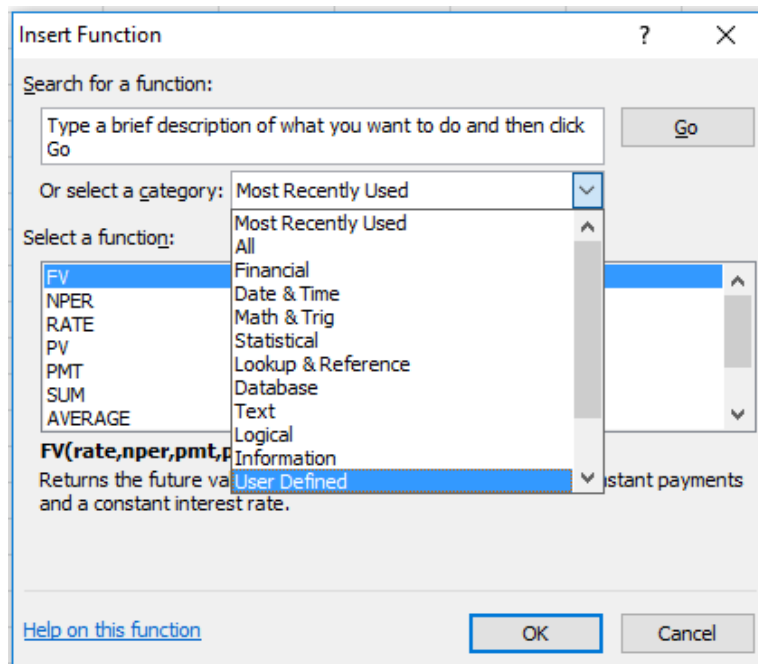 Insert Function
?
Search for a function:
Type a brief description of what you want to do and then click
Go
Go
Or select a category: Most Recently Used
Most Recently Used
All
Financial
Date & Time
Math & Trig
Statistical
Lookup & Reference
Database
Text
Logical
Information
User Defined
Select a function:
FV
NPER
RATE
PV
PMT
SUM
AVERAGE
FV(rate,nper,pmt,
Returns the future
and a constant interest rate.
payments
Help on this function
OK
Cancel